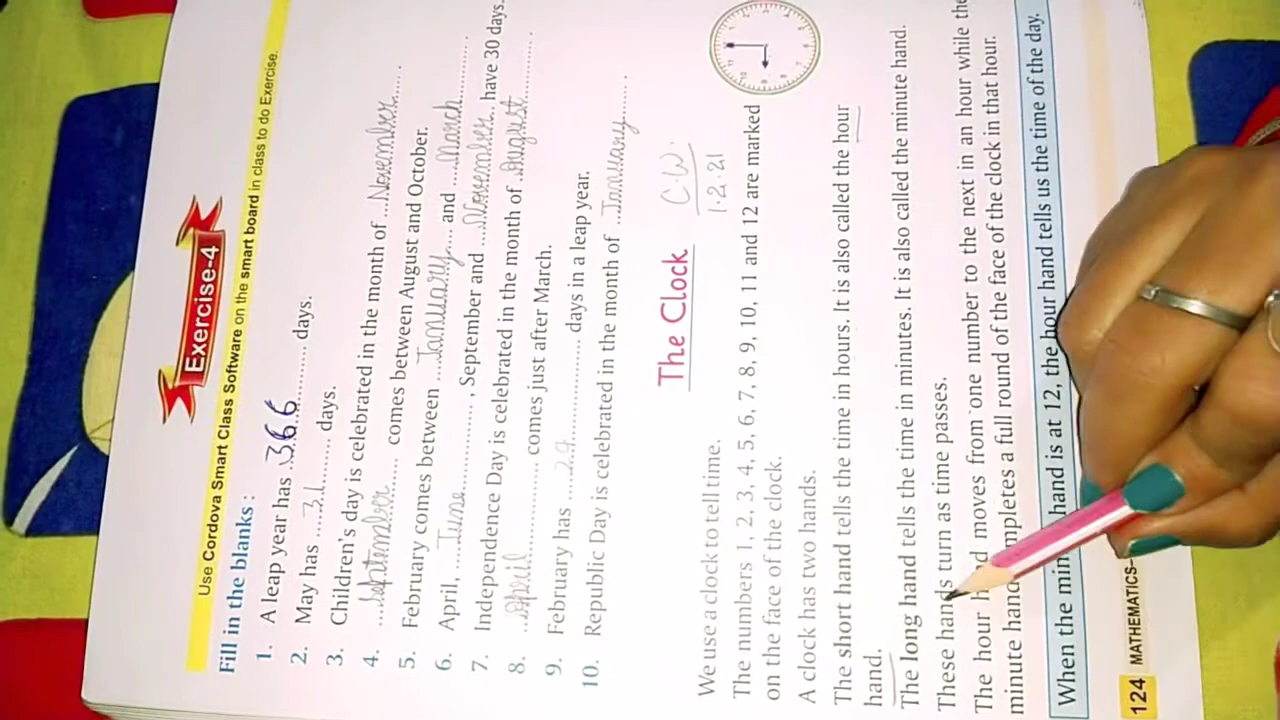 Exercise-4
Use Cordova Smart Class Software on the smart board in class to do Exercise.
Fill in the blanks :
1. A leap year has 366 days.
2. May has 31 days.
3. Children's day is celebrated in the month of November
4. September comes between August and October.
5. February comes between January and March
6. April, June, September and November have 30 days.
7. Independence Day is celebrated in the month of August
8. April comes just after March.
9. February has 29 days in a leap year.
10. Republic Day is celebrated in the month of January
The Clock
C.W.
1.2.21
We use a clock to tell time.
The numbers 1, 2, 3, 4, 5, 6, 7, 8, 9, 10, 11 and 12 are marked
on the face of the clock.
A clock has two hands.
The short hand tells the time in hours. It is also called the hour
hand.
The long hand tells the time in minutes. It is also called the minute hand.
These hands turn as time passes.
The hour moves from one number to the next in an hour while the
minute hand completes a full round of the face of the clock in that hour.
When the hand is at 12, the hour hand tells us the time of the day.
124 MATHEMATICS-